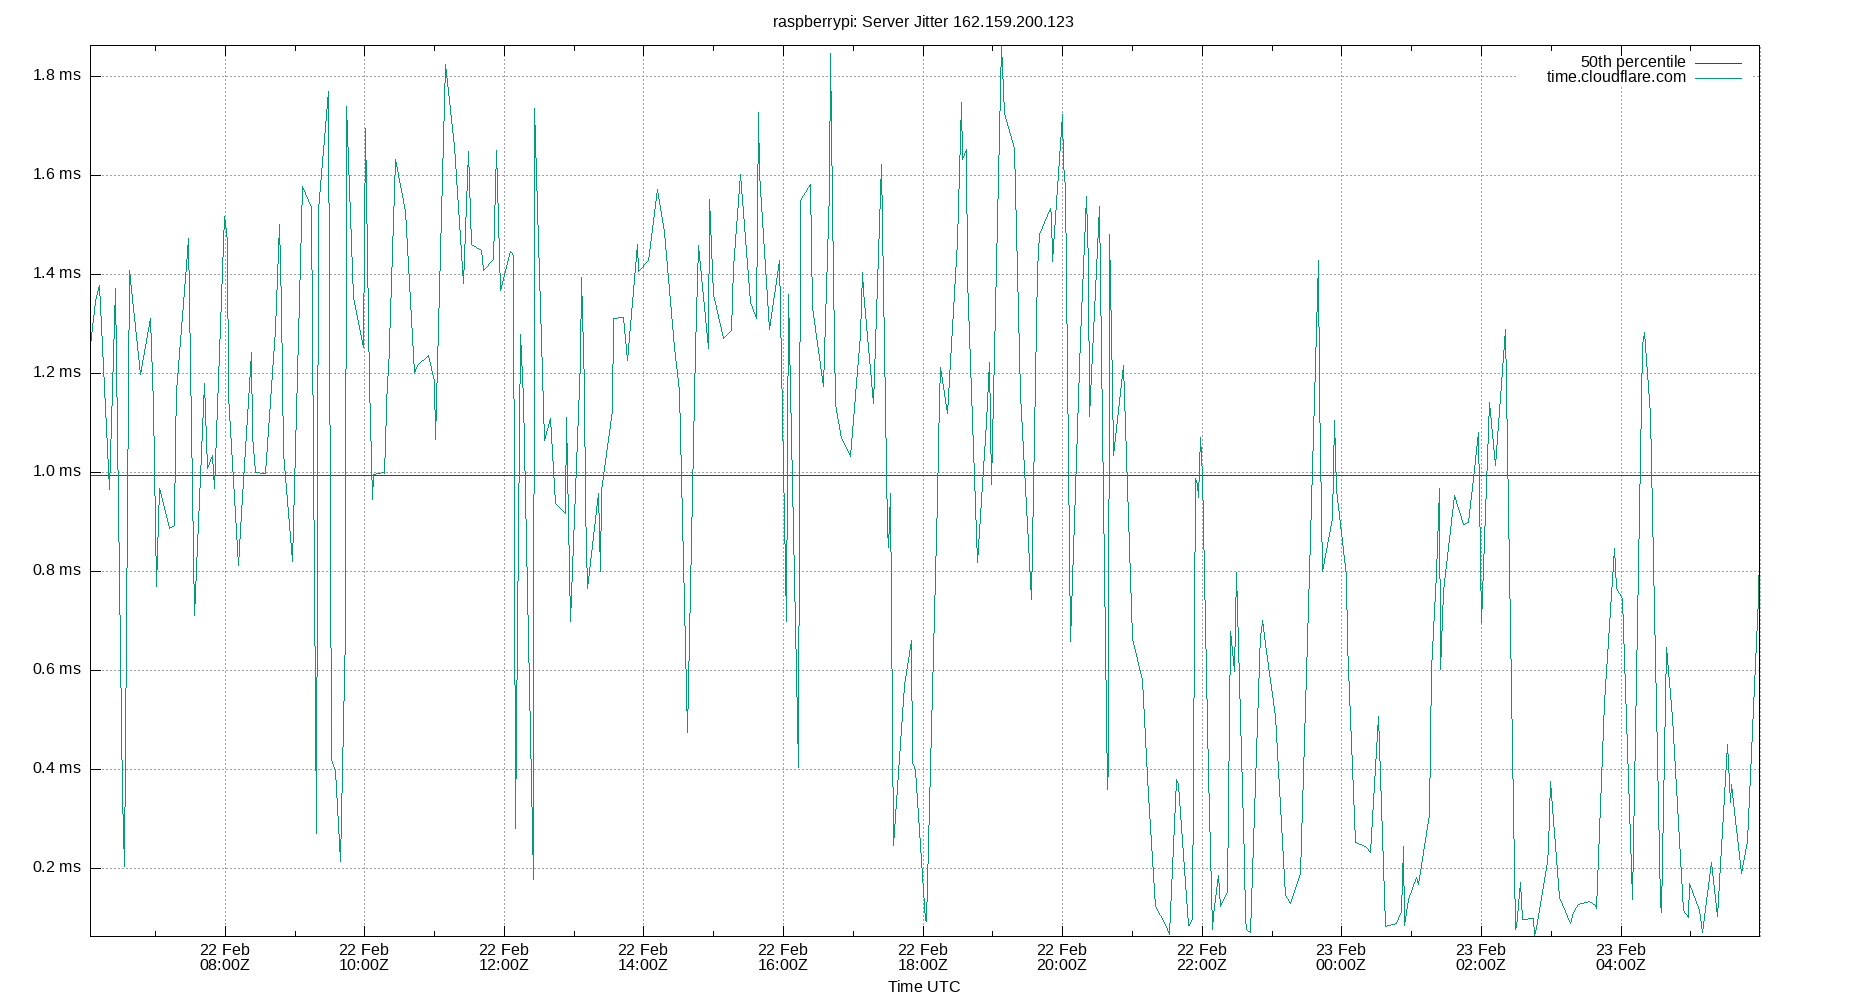 raspberrypi: Server Jitter 162.159.200.123
50th percentile
time.cloudflare.com
1.8 ms
1.6 ms
1.4 ms
1.2 ms
1.0 ms
0.8 ms
0.6 ms
0.4 ms
0.2 ms
22 Feb 22 Feb 22 Feb 22 Feb 22 Feb 22 Feb 22 Feb 22 Feb 23 Feb 23 Feb 23 Feb
08:00Z 10:00Z 12:00Z 14:00Z 16:00Z 18:00Z 20:00Z 22:00Z 00:00Z 02:00Z 04:00Z
Time UTC